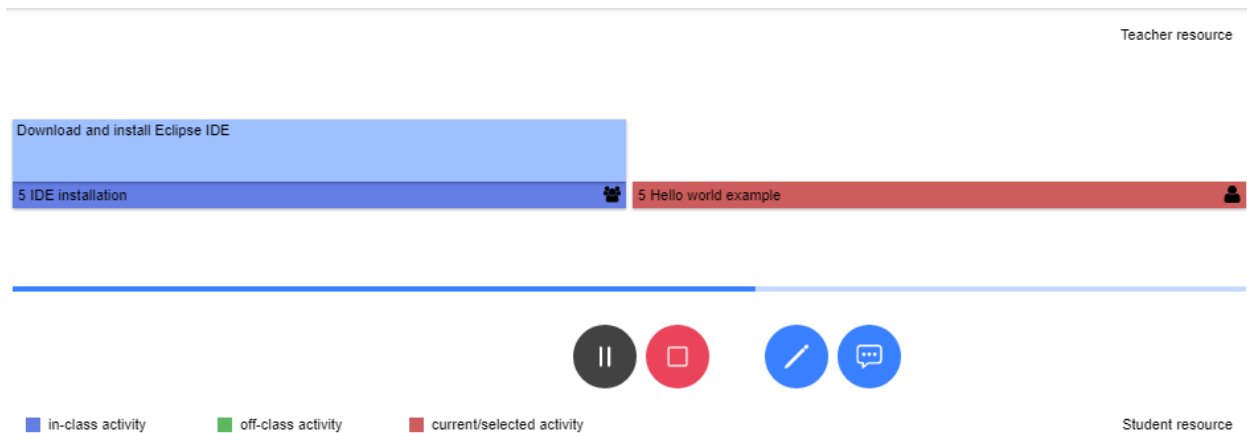 Teacher resource
Download and install Eclipse IDE
5 IDE installation
5 Hello world example
in-class activity
off-class activity
current/selected activity
Student resource